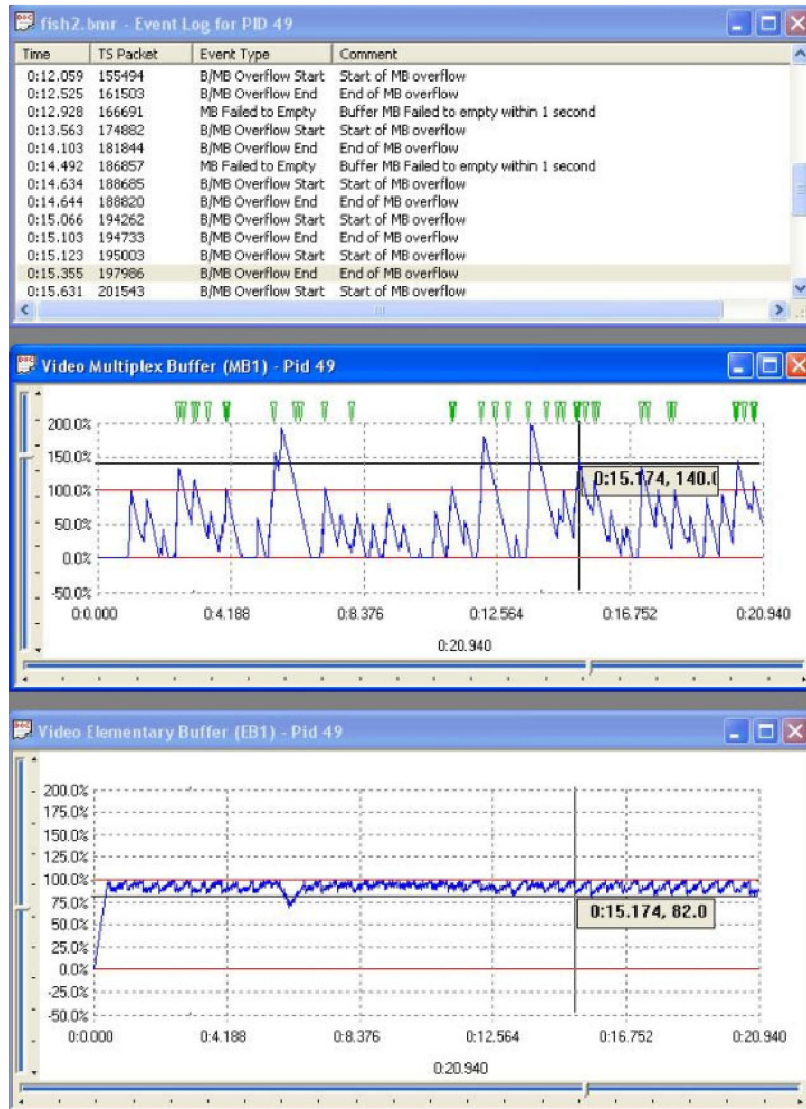 fish2.bmr - Event Log for PID 49
Time TS Packet Event Type Comment
0:12.059 155494 B/MB Overflow Start Start of MB overflow
0:12.525 161503 B/MB Overflow End End of MB overflow
0:12.928 166691 MB Failed to Empty Buffer MB Failed to empty within 1 second
0:13.563 174882 B/MB Overflow Start Start of MB overflow
0:14.103 181844 B/MB Overflow End End of MB overflow
0:14.492 186857 MB Failed to Empty Buffer MB Failed to empty within 1 second
0:14.634 188685 B/MB Overflow Start Start of MB overflow
0:14.644 188820 B/MB Overflow End End of MB overflow
0:15.066 194262 B/MB Overflow Start Start of MB overflow
0:15.103 194733 B/MB Overflow End End of MB overflow
0:15.123 195003 B/MB Overflow Start Start of MB overflow
0:15.355 197986 B/MB Overflow End End of MB overflow
0:15.631 201543 B/MB Overflow Start Start of MB overflow
Video Multiplex Buffer (MB1) - Pid 49
200.0%
150.0%
0:15.174, 140.0
100.0%
50.0%
0.0%
-50.0%
0:0.000 0:4.188 0:8.376 0:12.564 0:16.752 0:20.940
0:20.940
Video Elementary Buffer (EB1) - Pid 49
200.0%
175.0%
150.0%
125.0%
100.0%
75.0%
0:15.174, 82.0
50.0%
25.0%
0.0%
-25.0%
-50.0%
0:0.000 0:4.188 0:8.376 0:12.564 0:16.752 0:20.940
0:20.940